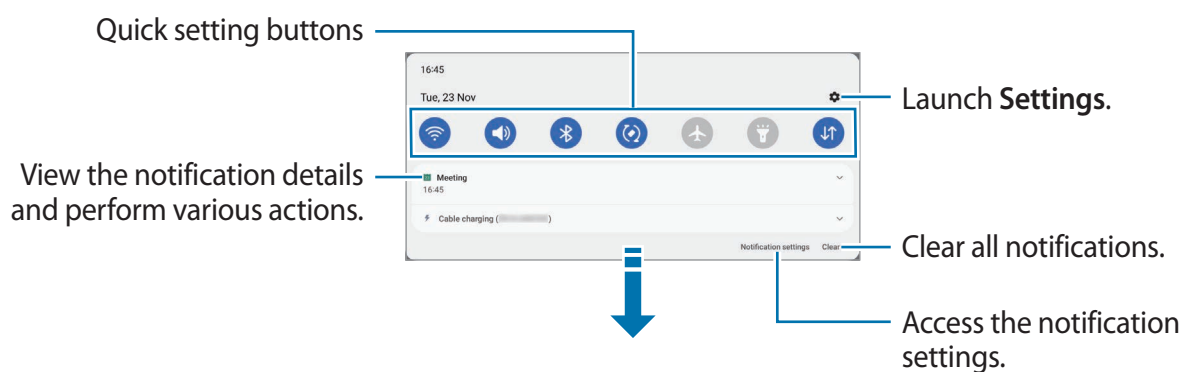 Quick setting buttons
16:45
Tue, 23 Nov
Launch Settings.
View the notification details
and perform various actions.
Meeting
16:45
Cable charging ( )
Notification settings Clear
Clear all notifications.
Access the notification
settings.